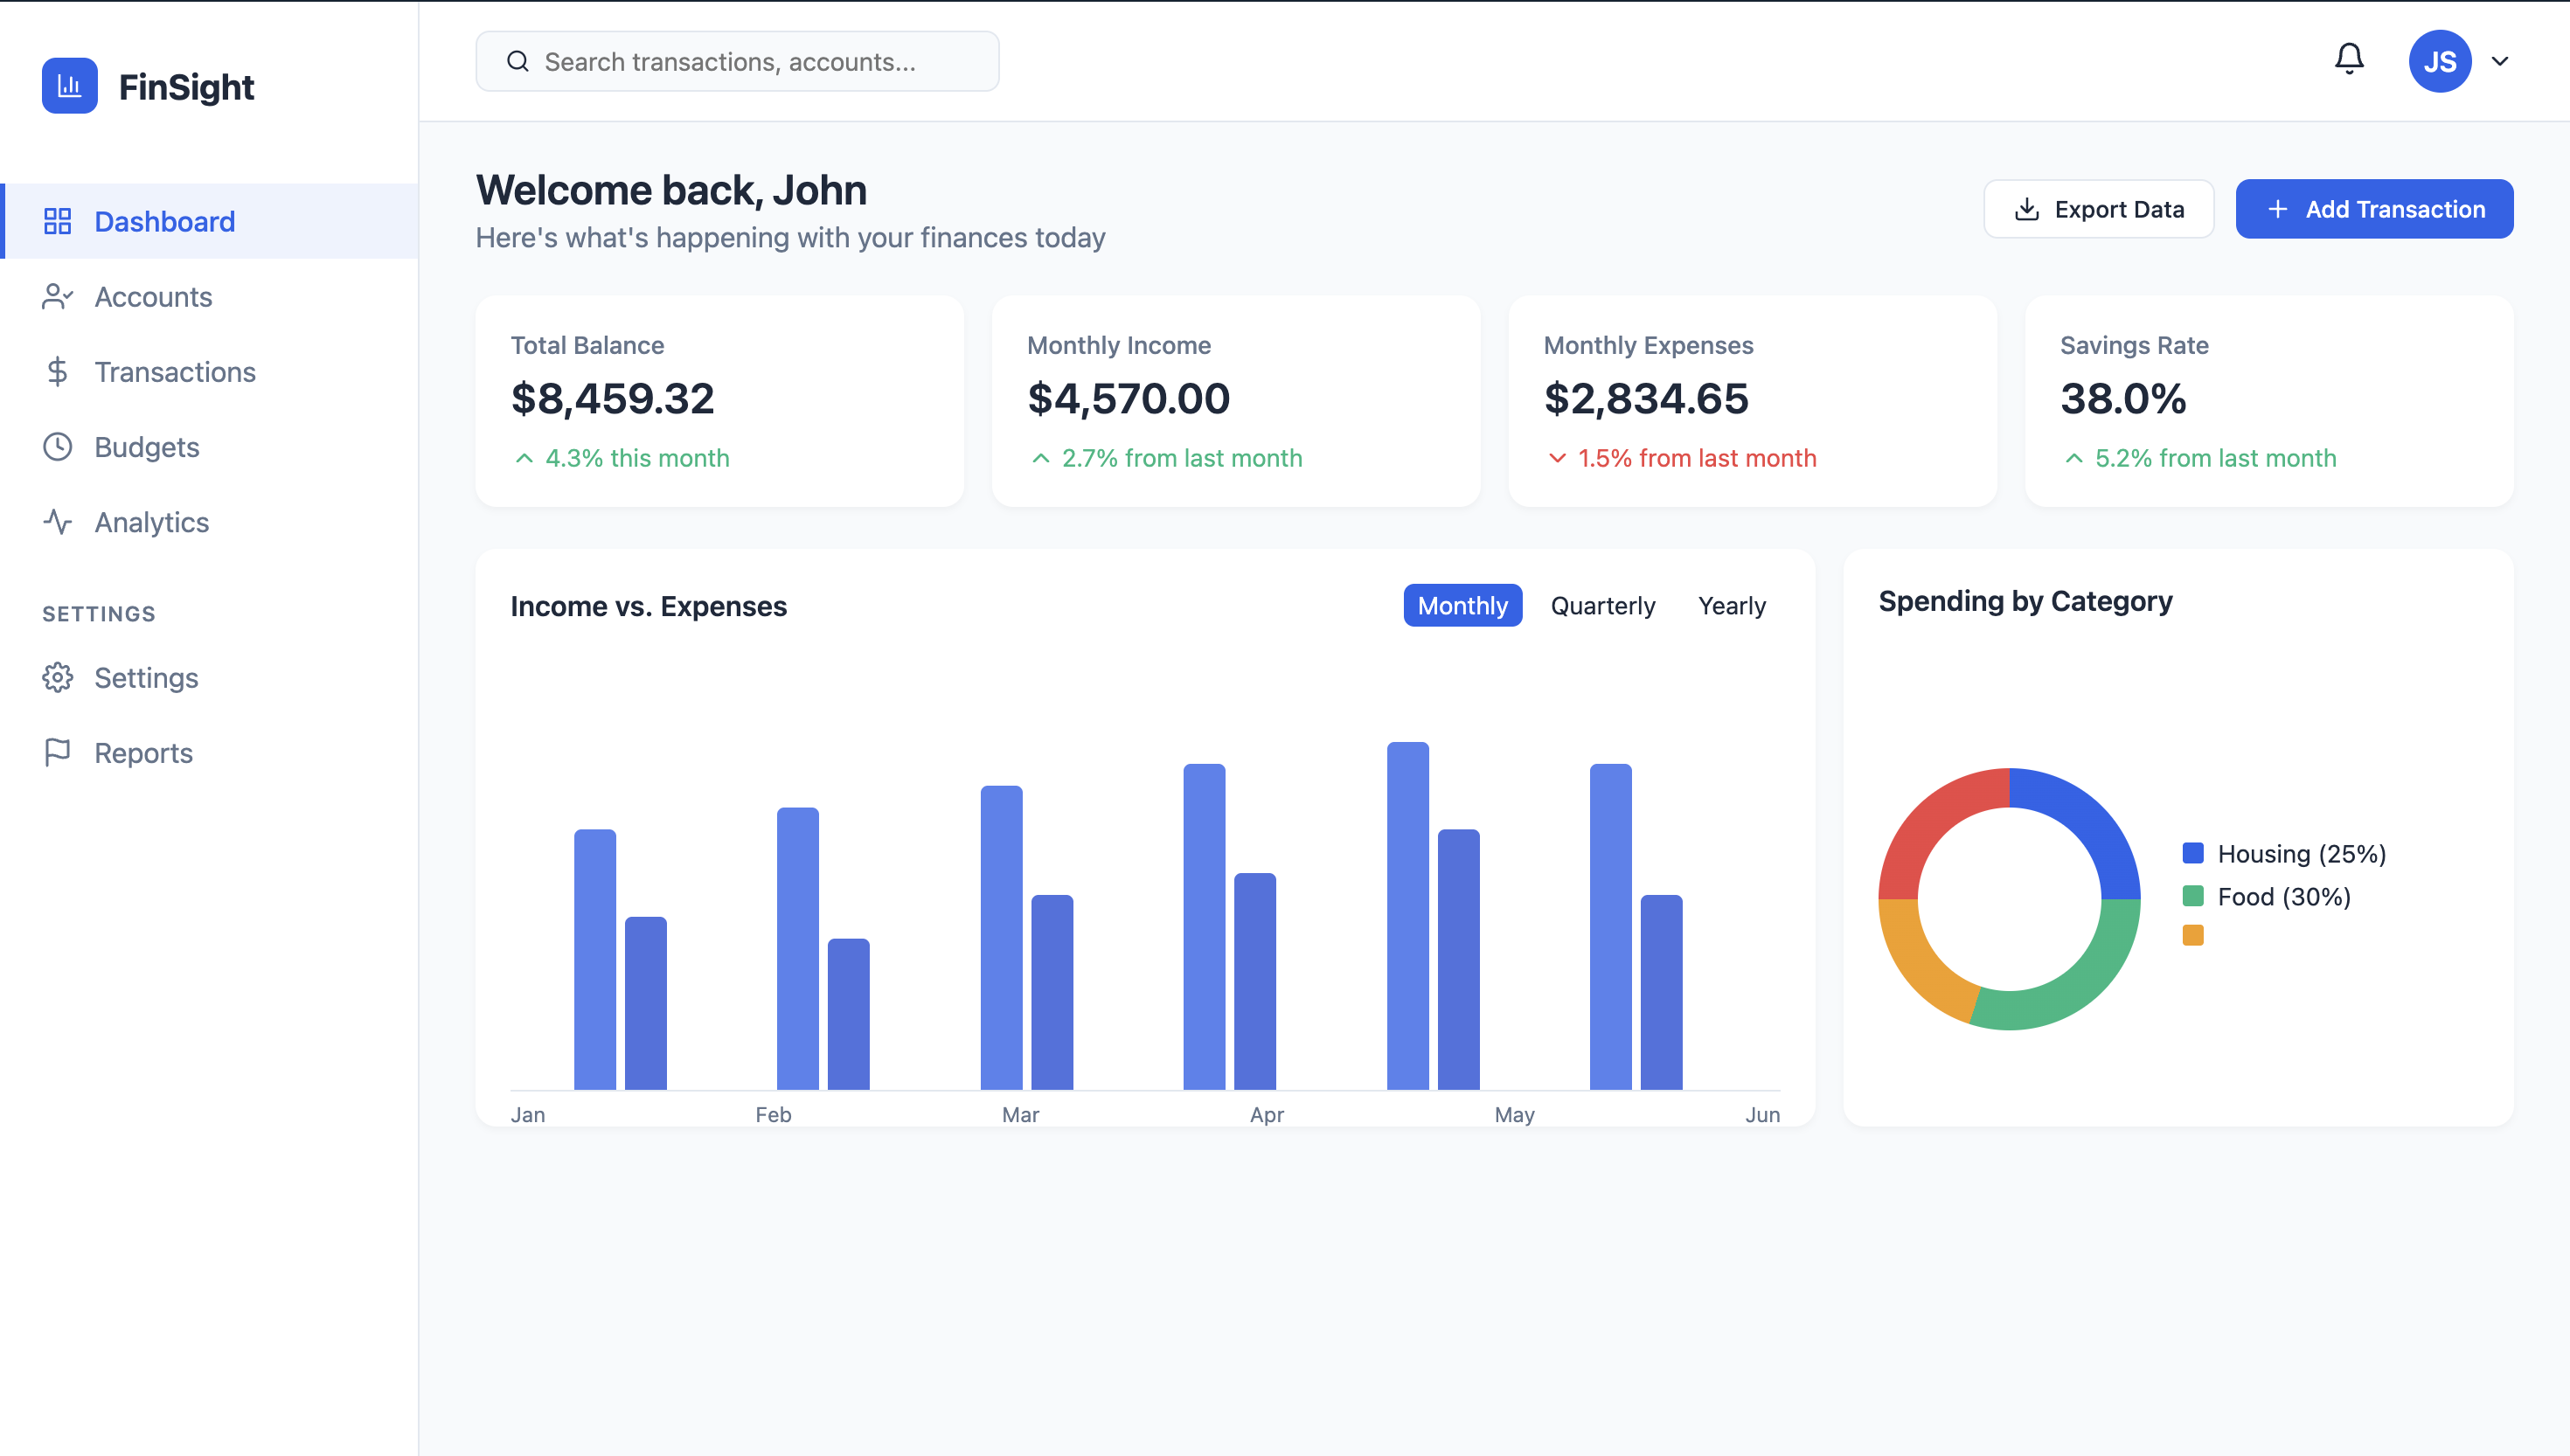 FinSight
Dashboard
Accounts
Transactions
Budgets
Analytics
SETTINGS
Settings
Reports
Search transactions, accounts...
JS
Welcome back, John
Here's what's happening with your finances today
Export Data
Add Transaction
Total Balance
$8,459.32
4.3% this month
Monthly Income
$4,570.00
2.7% from last month
Monthly Expenses
$2,834.65
1.5% from last month
Savings Rate
38.0%
5.2% from last month
Income vs. Expenses
Monthly Quarterly Yearly
Jan Feb Mar Apr May Jun
Spending by Category
Housing (25%)
Food (30%)